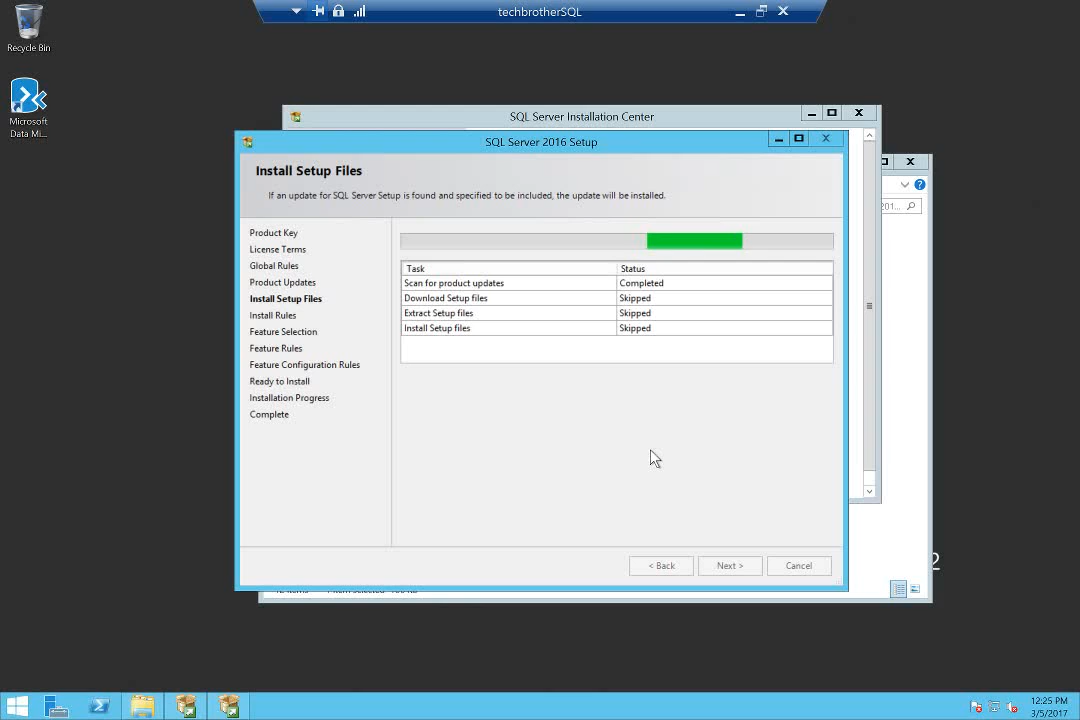 techbrotherSQL
Recycle Bin
Microsoft
Data Mi...
SQL Server Installation Center
SQL Server 2016 Setup
Install Setup Files
If an update for SQL Server Setup is found and specified to be included, the update will be installed.
201...
Product Key
License Terms
Global Rules
Product Updates
Install Setup Files
Install Rules
Feature Selection
Feature Rules
Feature Configuration Rules
Ready to Install
Installation Progress
Complete
Task Status
Scan for product updates Completed
Download Setup files Skipped
Extract Setup files Skipped
Install Setup files Skipped
< Back Next > Cancel
2
12:25 PM
3/5/2017